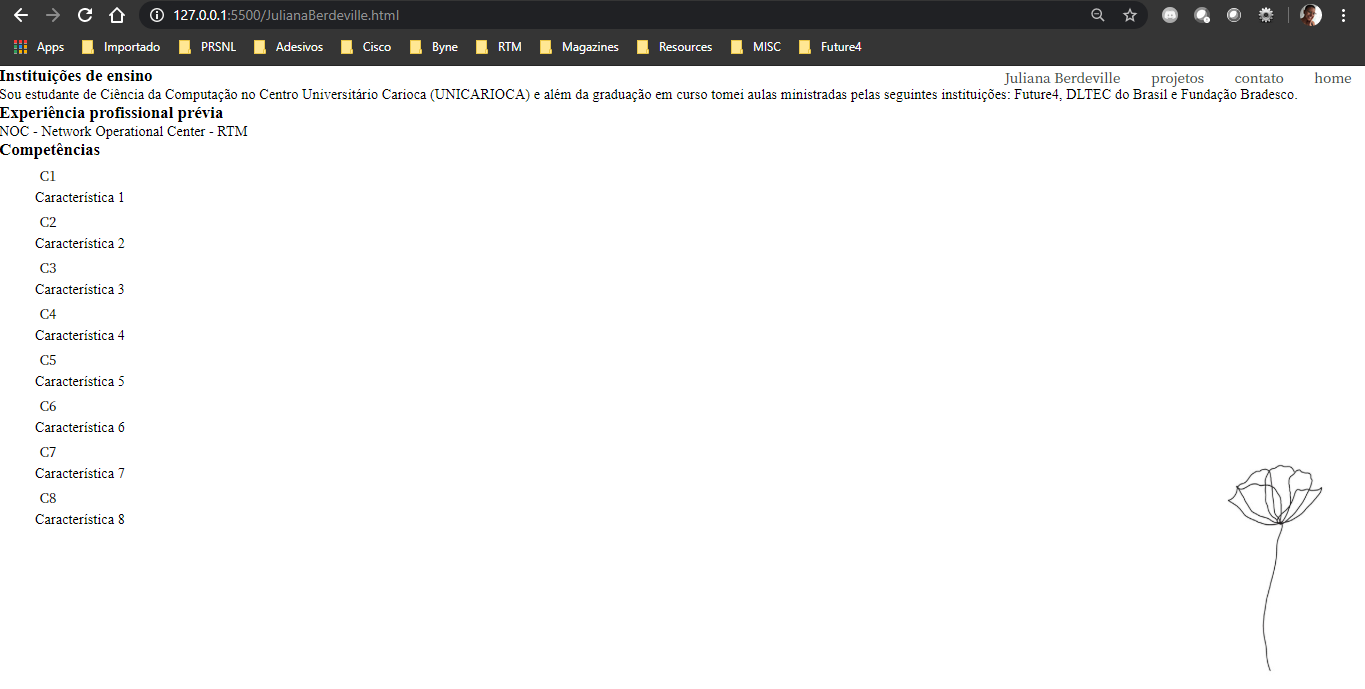 127.0.0.1:5500/JulianaBerdeville.html
Apps Importado PRSNL Adesivos Cisco Byne RTM Magazines Resources MISC Future4
Juliana Berdeville projetos contato home
Instituições de ensino
Sou estudante de Ciência da Computação no Centro Universitário Carioca (UNICARIOCA) e além da graduação em curso tomei aulas ministradas pelas seguintes instituições: Future4, DLTEC do Brasil e Fundação Bradesco.
Experiência profissional prévia
NOC - Network Operational Center - RTM
Competências
C1
Característica 1
C2
Característica 2
C3
Característica 3
C4
Característica 4
C5
Característica 5
C6
Característica 6
C7
Característica 7
C8
Característica 8